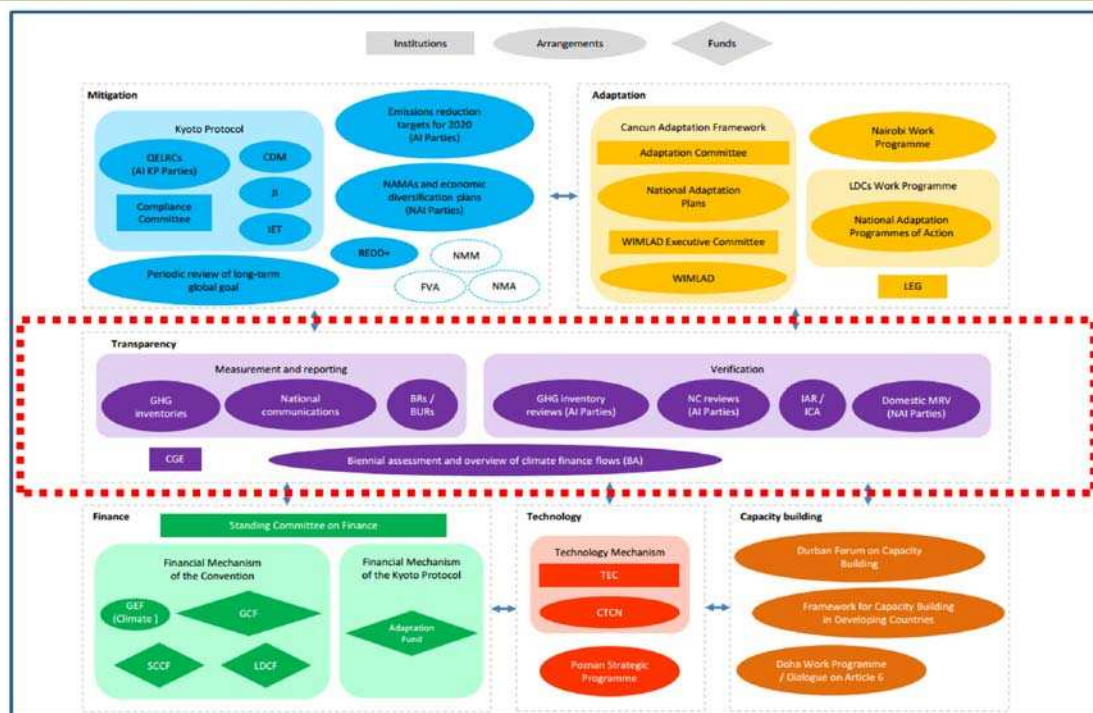 Institutions
Arrangements
Funds
Mitigation
Kyoto Protocol
QELRCs
(AI KP Parties)
Compliance
Committee
CDM
JI
IET
Periodic review of long-term
global goal
Emissions reduction
targets for 2020
(AI Parties)
NAMAs and economic
diversification plans
(NAI Parties)
REDD+
NMM
FVA
NMA
Adaptation
Cancun Adaptation Framework
Adaptation Committee
National Adaptation
Plans
WIMLAD Executive Committee
WIMLAD
Nairobi Work
Programme
LDCs Work Programme
National Adaptation
Programmes of Action
LEG
Transparency
Measurement and reporting
GHG
inventories
National
communications
BRs /
BURs
Verification
GHG inventory
reviews (AI Parties)
NC reviews
(AI Parties)
IAR /
ICA
Domestic MRV
(NAI Parties)
CGE
Biennial assessment and overview of climate finance flows (BA)
Finance
Standing Committee on Finance
Financial Mechanism
of the Convention
GEF
(Climate )
GCF
SCCF
LDCF
Financial Mechanism
of the Kyoto Protocol
Adaptation
Fund
Technology
Technology Mechanism
TEC
CTCN
Poznan Strategic
Programme
Capacity building
Durban Forum on Capacity
Building
Framework for Capacity Building
in Developing Countries
Doha Work Programme
/ Dialogue on Article 6